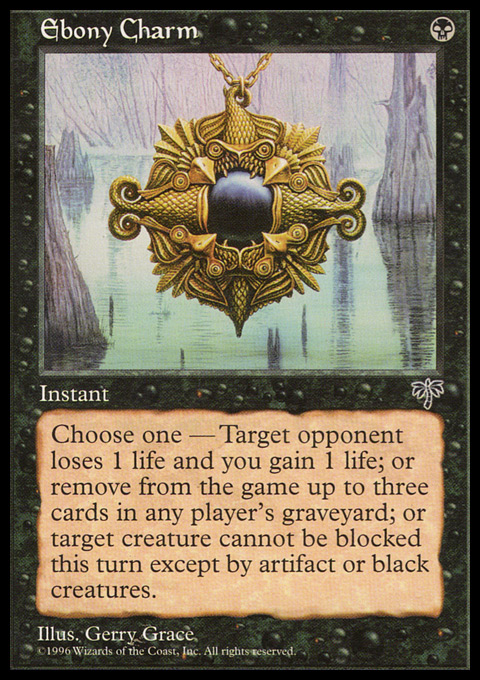 Ebony Charm
Instant
Choose one — Target opponent
loses 1 life and you gain 1 life; or
remove from the game up to three
cards in any player's graveyard; or
target creature cannot be blocked
this turn except by artifact or black
creatures.
Illus. Gerry Grace
©1996 Wizards of the Coast, Inc. All rights reserved.